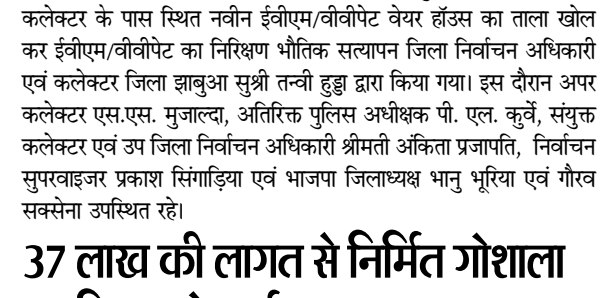 कलेक्टर के पास स्थित नवीन ईवीएम/वीवीपेट वेयर हॉउस का ताला खोल
कर ईवीएम/वीवीपेट का निरिक्षण भौतिक सत्यापन जिला निर्वाचन अधिकारी
एवं कलेक्टर जिला झाबुआ सुश्री तन्वी हुड्डा द्वारा किया गया। इस दौरान अपर
कलेक्टर एस.एस. मुजाल्दा, अतिरिक्त पुलिस अधीक्षक पी. एल. कुर्वे, संयुक्त
कलेक्टर एवं उप जिला निर्वाचन अधिकारी श्रीमती अंकिता प्रजापति, निर्वाचन
सुपरवाइजर प्रकाश सिंगाड़िया एवं भाजपा जिलाध्यक्ष भानु भूरिया एवं गौरव
सक्सेना उपस्थित रहे।
37 लाख की लागत से निर्मित गोशाला